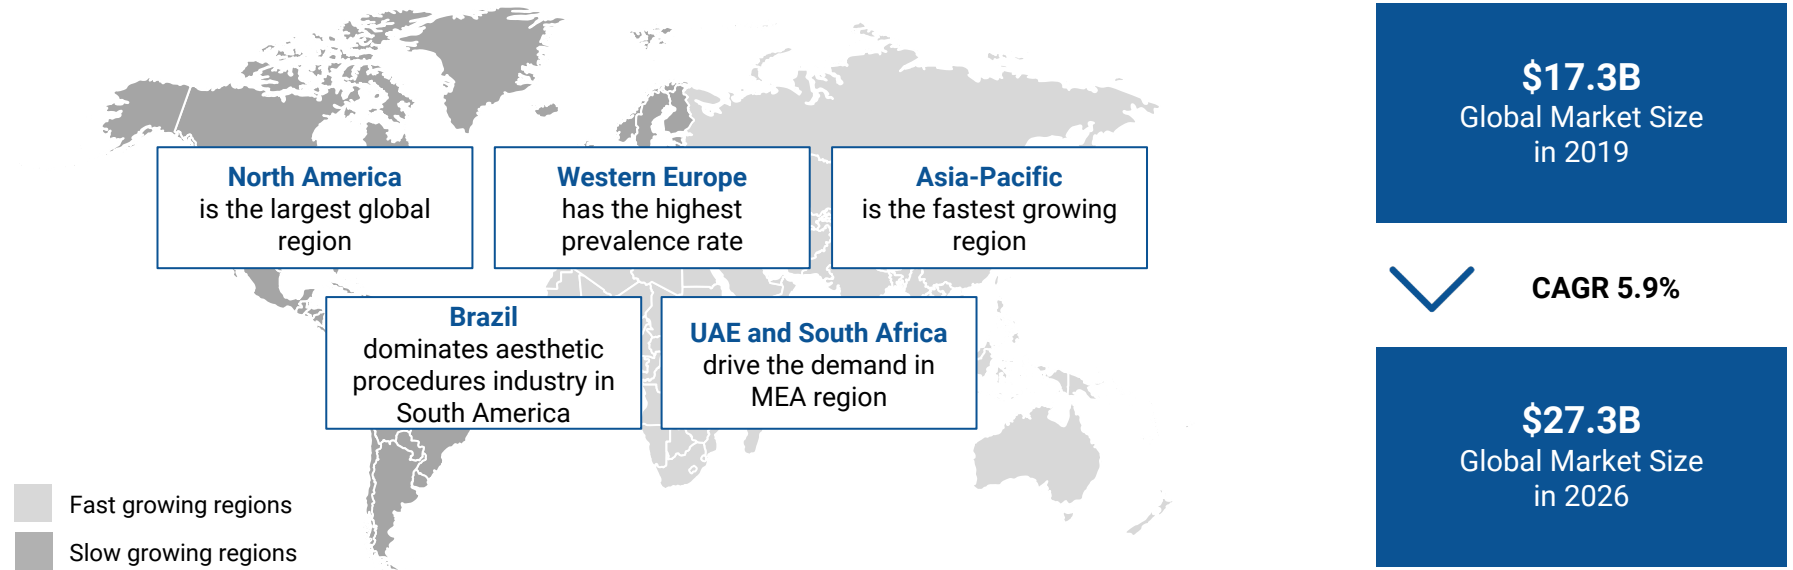 North America
is the largest global
region
Western Europe
has the highest
prevalence rate
Asia-Pacific
is the fastest growing
region
Brazil
dominates aesthetic
procedures industry in
South America
UAE and South Africa
drive the demand in
MEA region
Fast growing regions
Slow growing regions
$17.3B
Global Market Size
in 2019
CAGR 5.9%
$27.3B
Global Market Size
in 2026